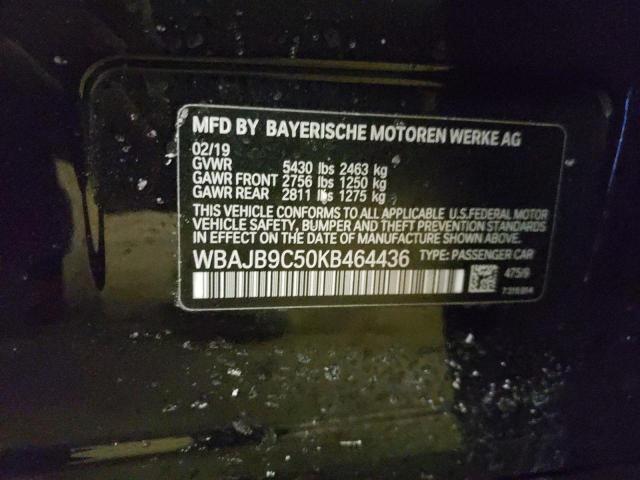 MFD BY BAYERISCHE MOTOREN WERKE AG
02/19
GVWR 5430 lbs 2463 kg
GAWR FRONT 2756 lbs 1250 kg
GAWR REAR 2811 lbs 1275 kg
THIS VEHICLE CONFORMS TO ALL APPLICABLE U.S.FEDERAL MOTOR
VEHICLE SAFETY, BUMPER AND THEFT PREVENTION STANDARDS
IN EFFECT ON THE DATE OF MANUFACTURE SHOWN ABOVE.
WBAJB9C50KB464436 TYPE: PASSENGER CAR
475/9